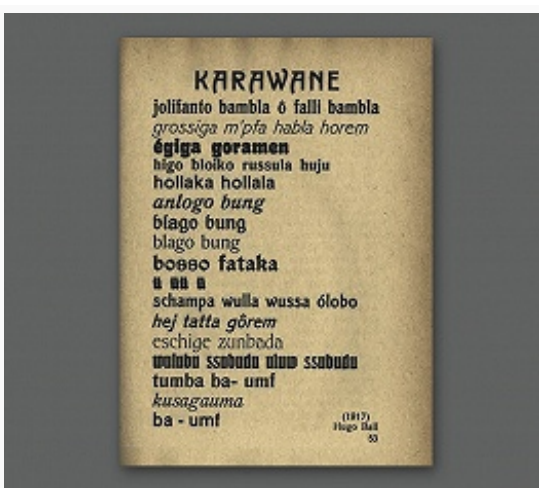 KARAWANE
jolifanto bambla ô falli bambla
grossiga m'pfa habla horem
égiga goramen
higo bloiko russula huju
hollaka hollala
anlogo bung
blago bung
blago bung
bosso fataka
ü üü ü
schampa wulla wussa ólobo
hej tatta gôrem
eschige zunbada
wulubu ssubudu uluw ssubudu
tumba ba- umf
kusagauma
ba - umf
(1917)
Hugo Ball
53